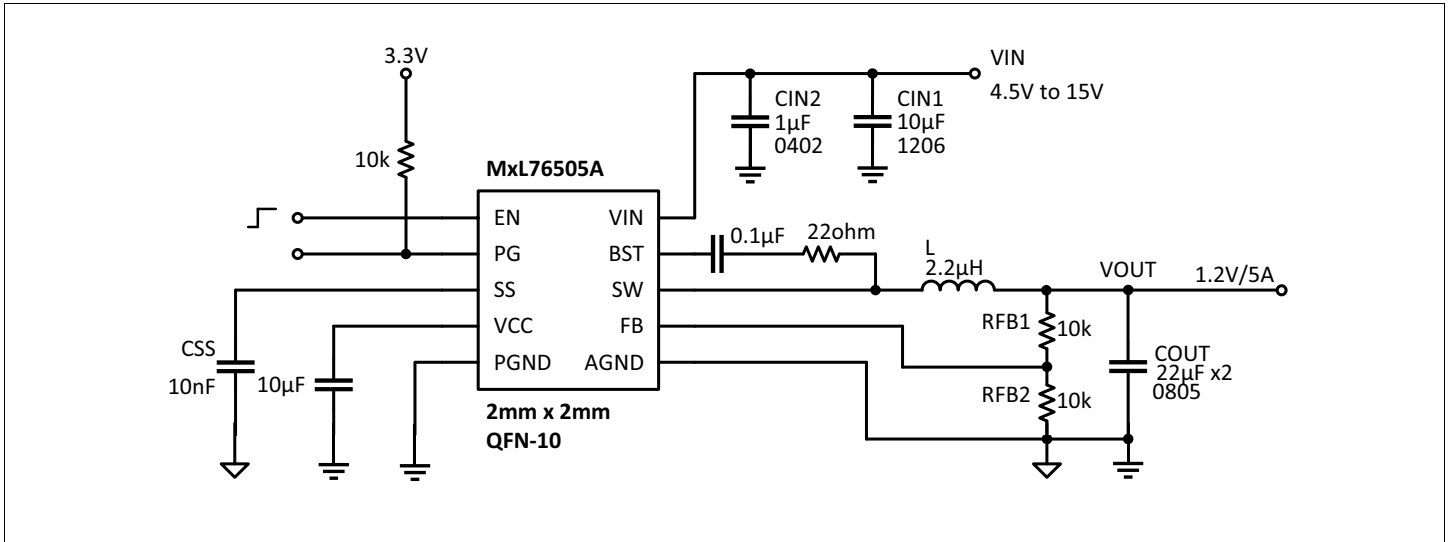 3.3V
VIN
4.5V to 15V
CIN2
1µF
0402
CIN1
10µF
1206
10k
MxL76505A
EN
PG
SS
VCC
PGND
VIN
BST
SW
FB
AGND
0.1µF
22ohm
L
2.2µH
VOUT
1.2V/5A
RFB1
10k
RFB2
10k
COUT
22µF x2
0805
CSS
10nF
10µF
2mm x 2mm
QFN-10